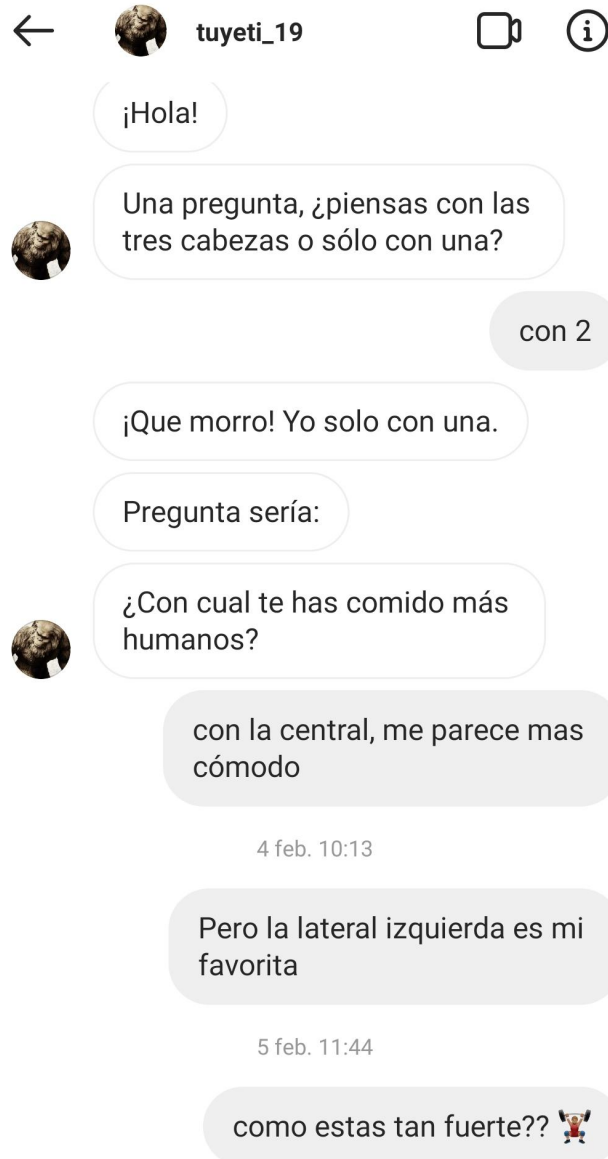 tuyeti_19
¡Hola!
Una pregunta, ¿piensas con las
tres cabezas o sólo con una?
con 2
¡Que morro! Yo solo con una.
Pregunta sería:
¿Con cual te has comido más
humanos?
con la central, me parece mas
cómodo
4 feb. 10:13
Pero la lateral izquierda es mi
favorita
5 feb. 11:44
como estas tan fuerte?? 🏋🏽